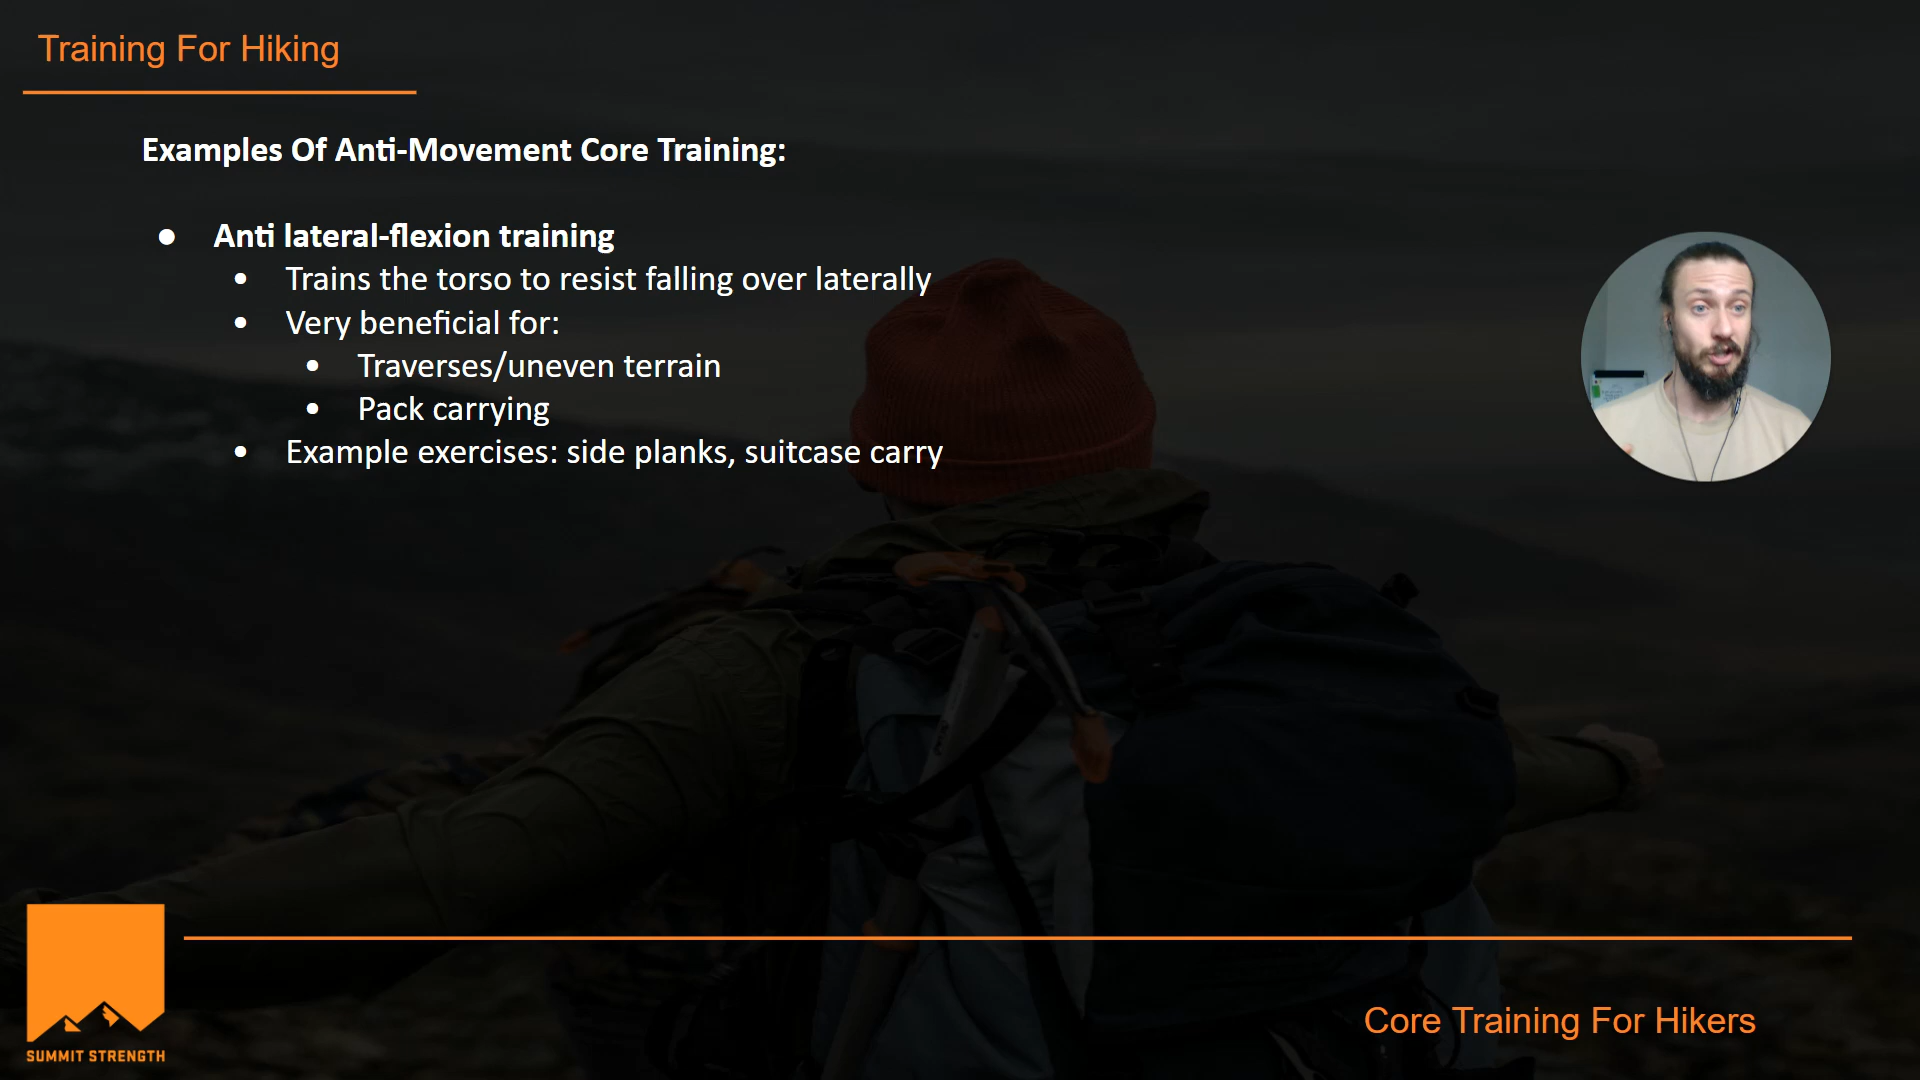 Training For Hiking
Examples Of Anti-Movement Core Training:
● Anti lateral-flexion training
• Trains the torso to resist falling over laterally
• Very beneficial for:
• Traverses/uneven terrain
• Pack carrying
• Example exercises: side planks, suitcase carry
SUMMIT STRENGTH
Core Training For Hikers